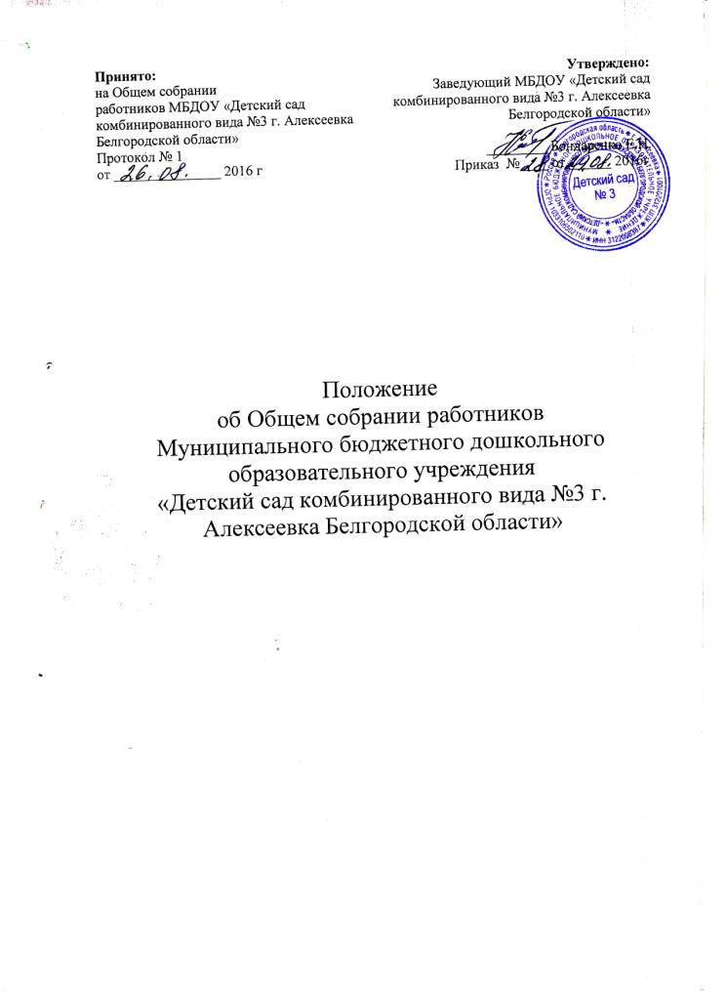 Принято:
на Общем собрании
работников МБДОУ «Детский сад
комбинированного вида №3 г. Алексеевка
Белгородской области»
Протокол № 1
от 26.08. 2016 г
Утверждено:
Заведующий МБДОУ «Детский сад
комбинированного вида №3 г. Алексеевка
Белгородской области»
Бондаренко Е.Н.
Приказ № от 29.08. 2016г
Детский сад
№ 3
Положение
об Общем собрании работников
Муниципального бюджетного дошкольного
образовательного учреждения
«Детский сад комбинированного вида №3 г.
Алексеевка Белгородской области»